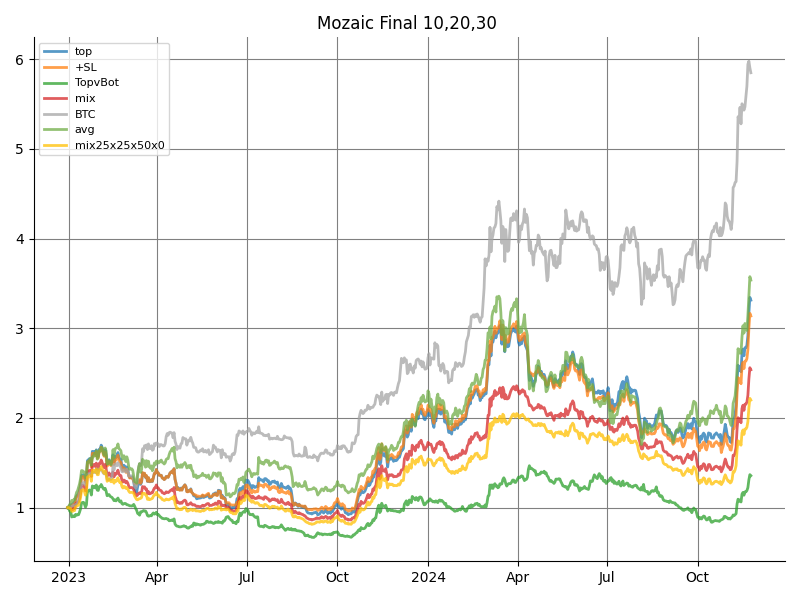 Mozaic Final 10,20,30
top
+SL
TopvBot
mix
BTC
avg
mix25x25x50x0
6
5
4
3
2
1
2023 Apr Jul Oct 2024 Apr Jul Oct